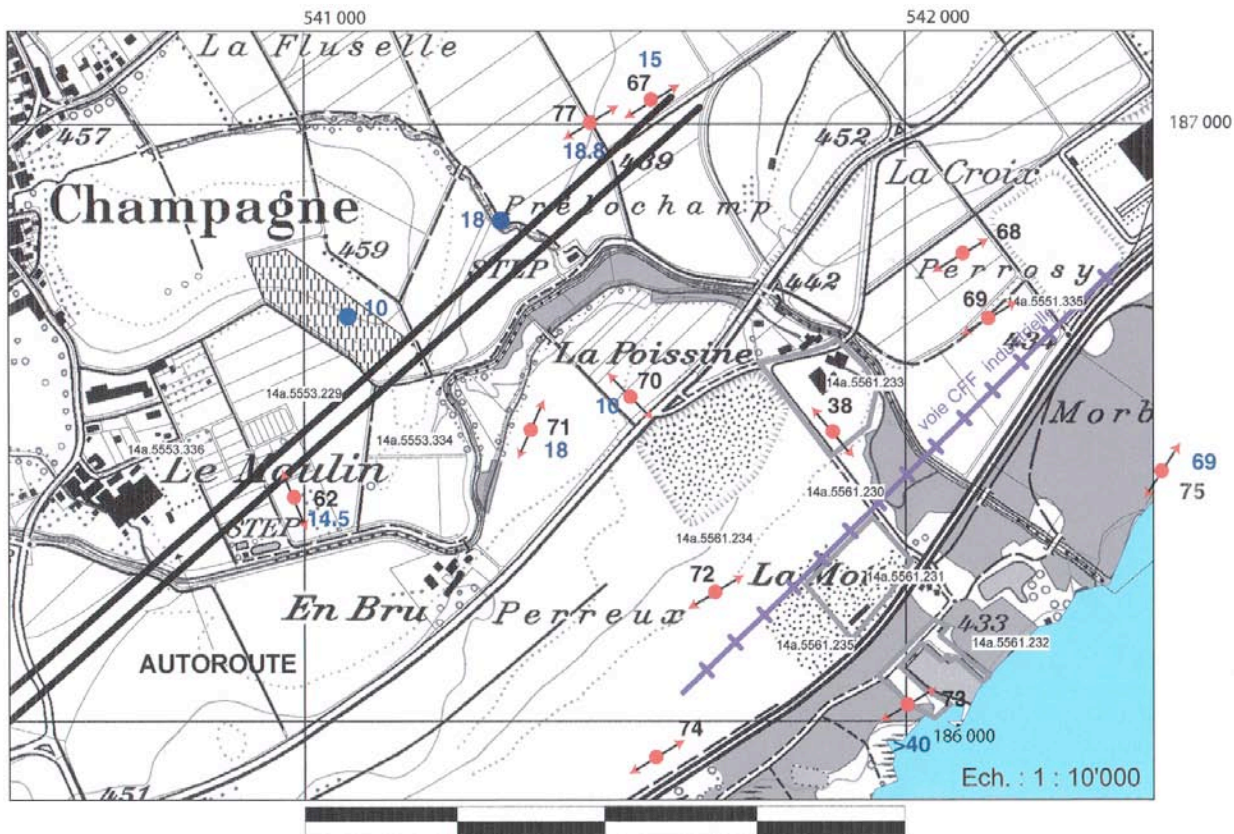 541 000
542 000
La Fluselle
15
67
77
187 000
457
18.8
452
La Croix
Champagne
18
Prélochamp
68
459
STEP
Perrosy
442
10
69
14a.5551.335
La Poissine
voie CFF industrielle
70
14a.5561.233
14a.5553.229
10
38
Morb
71
14a.5553.334
14a.5553.336
18
69
Le Moulin
75
62
14a.5561.230
14.5
STEP
14a.5561.234
72
La Moi
14a.5561.231
En Bru
Perreux
433
14a.5561.235
14a.5561.232
AUTOROUTE
73
74
186 000
>40
451
Ech. : 1 : 10'000